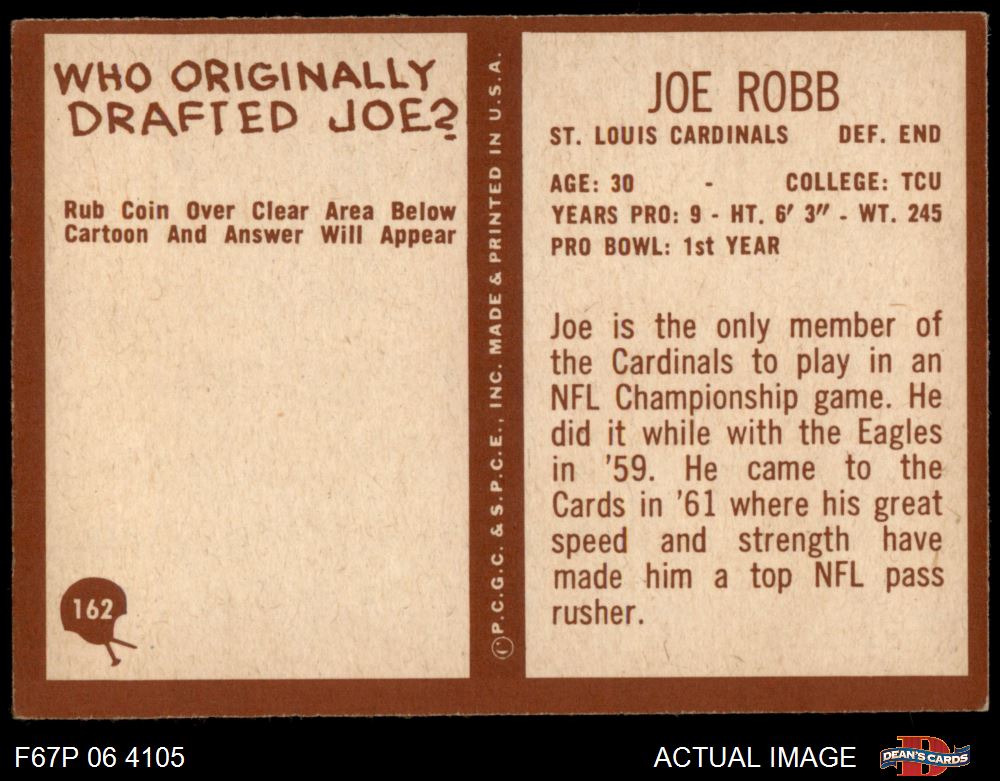 WHO ORIGINALLY
DRAFTED JOE?
Rub Coin Over Clear Area Below
Cartoon And Answer Will Appear
162
©P.C.G.C. & S.P.C.E., INC. MADE & PRINTED IN U.S.A.
JOE ROBB
ST. LOUIS CARDINALS DEF. END
AGE: 30 - COLLEGE: TCU
YEARS PRO: 9 - HT. 6' 3" - WT. 245
PRO BOWL: 1st YEAR
Joe is the only member of
the Cardinals to play in an
NFL Championship game. He
did it while with the Eagles
in '59. He came to the
Cards in '61 where his great
speed and strength have
made him a top NFL pass
rusher.
F67P 06 4105
ACTUAL IMAGE
DEAN'S CARDS